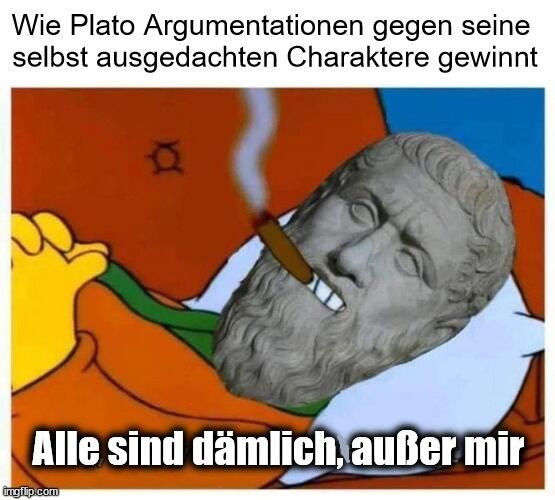 Wie Plato Argumentationen gegen seine
selbst ausgedachten Charaktere gewinnt
Alle sind dämlich, außer mir
imgflip.com